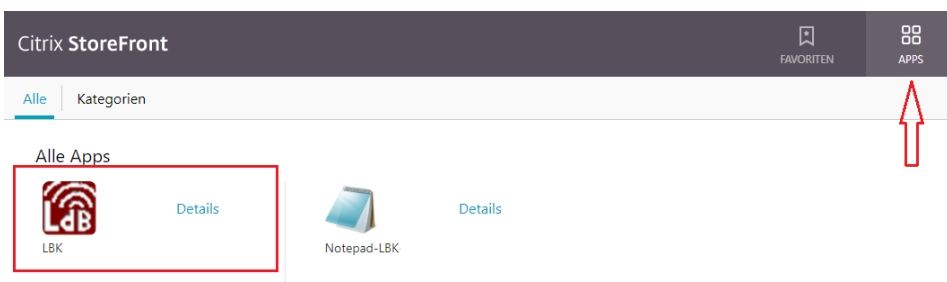 Citrix StoreFront
FAVORITEN
APPS
Alle Kategorien
Alle Apps
LdB
Details
Details
LBK
Notepad-LBK